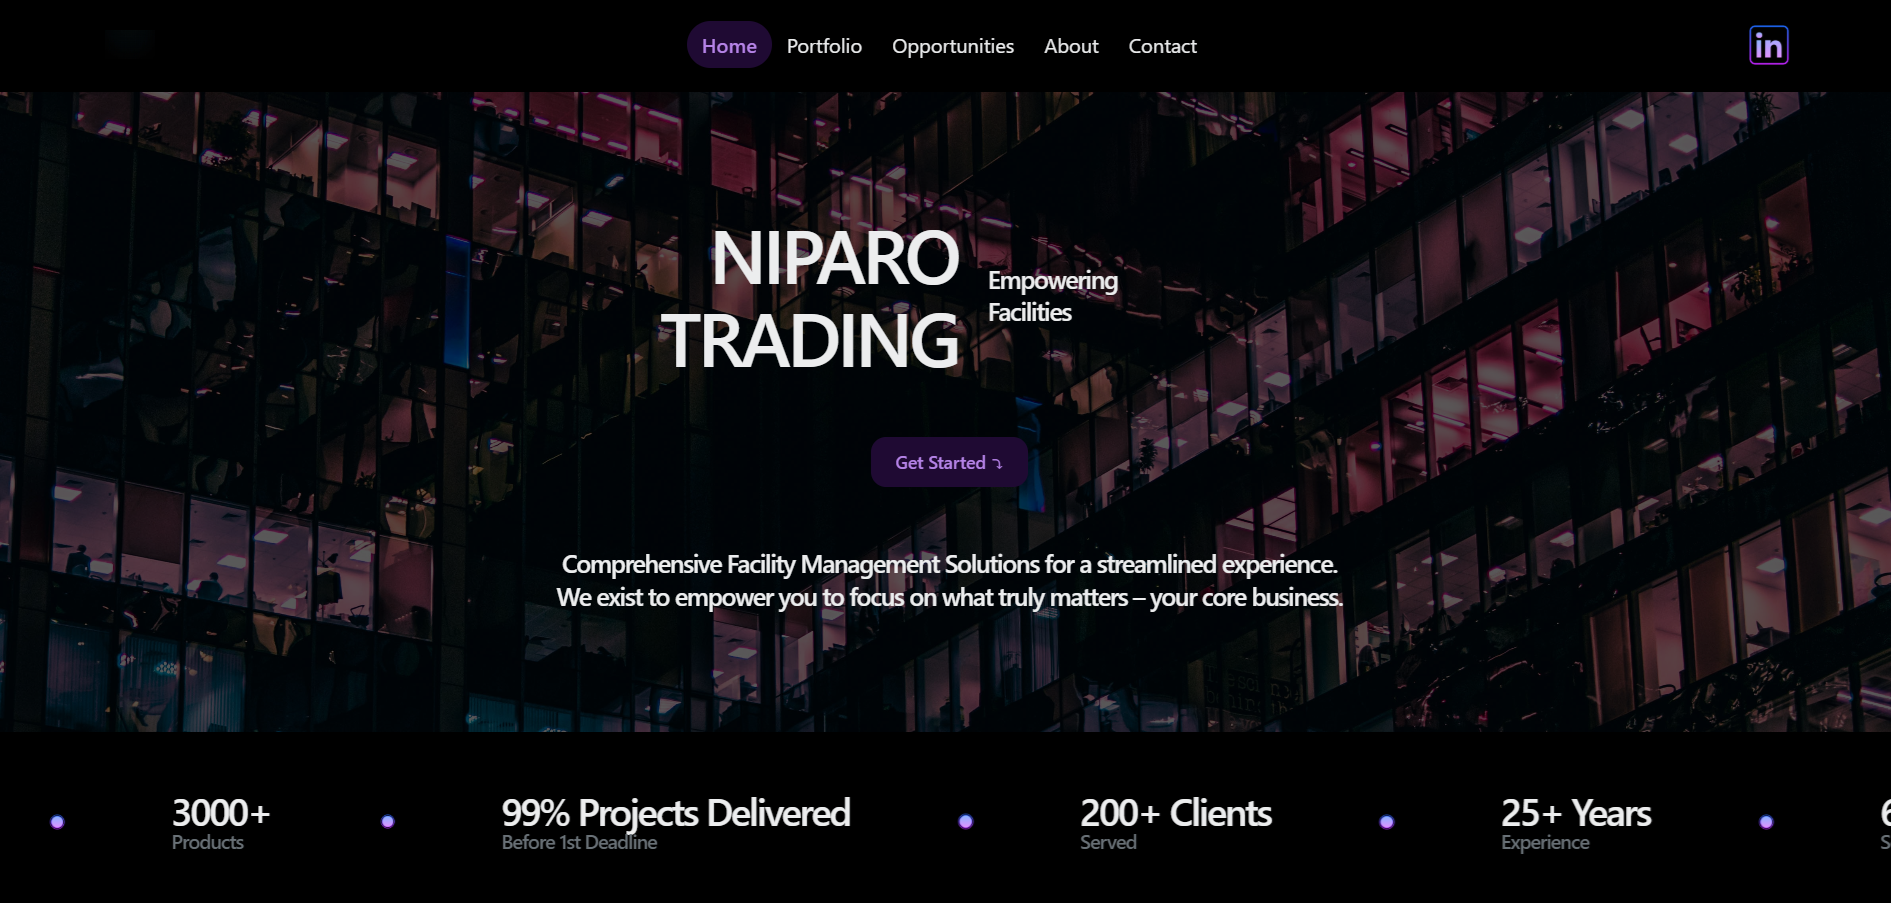 Home Portfolio Opportunities About Contact
in
NIPARO
TRADING
Empowering
Facilities
Get Started ⤵
Comprehensive Facility Management Solutions for a streamlined experience.
We exist to empower you to focus on what truly matters – your core business.
3000+
Products
99% Projects Delivered
Before 1st Deadline
200+ Clients
Served
25+ Years
Experience